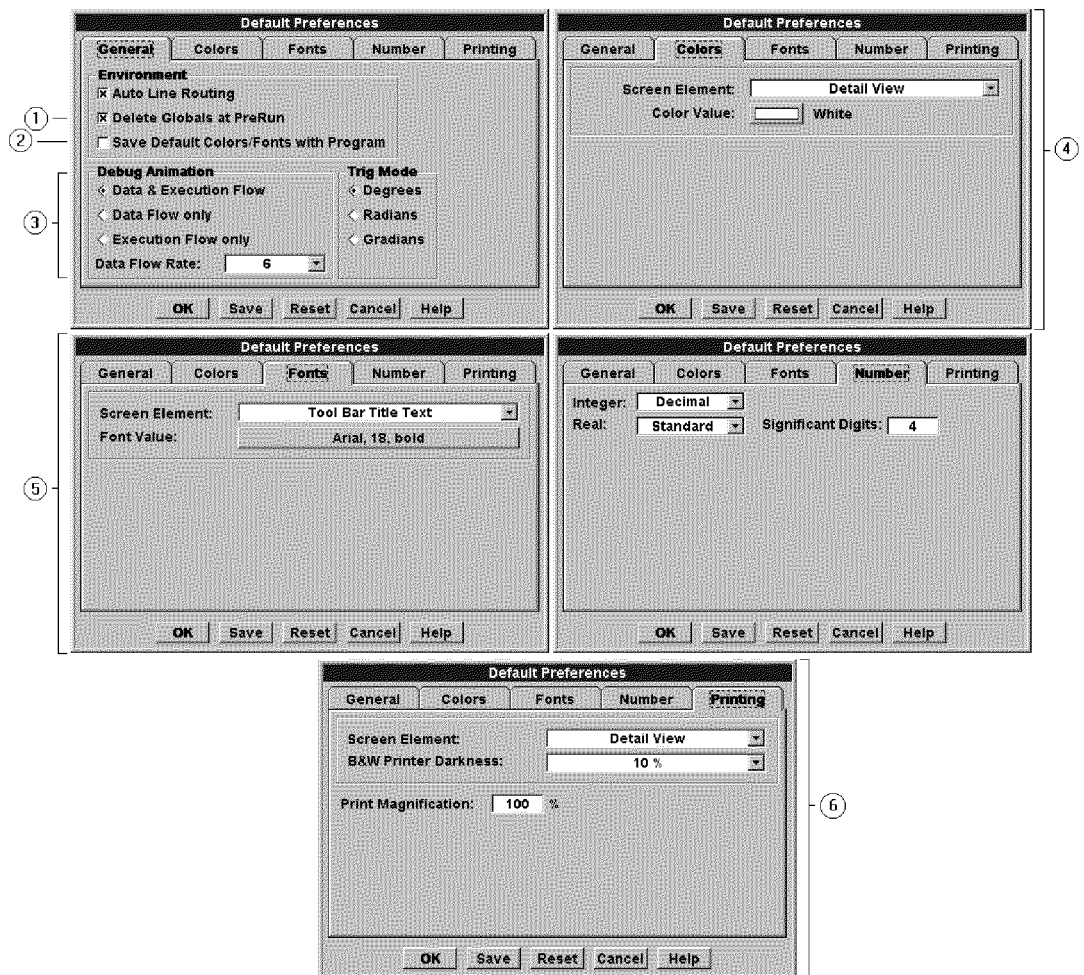 Default Preferences
General Colors Fonts Number Printing
Environment
Auto Line Routing
1
Delete Globals at PreRun
2
Save Default Colors/Fonts with Program
3
Debug Animation
Data & Execution Flow
Data Flow only
Execution Flow only
Data Flow Rate: 6
Trig Mode
Degrees
Radians
Gradians
OK Save Reset Cancel Help
Default Preferences
General Colors Fonts Number Printing
Screen Element: Detail View
Color Value: White
OK Save Reset Cancel Help
4
Default Preferences
General Colors Fonts Number Printing
Screen Element: Tool Bar Title Text
Font Value: Arial, 18, bold
5
OK Save Reset Cancel Help
Default Preferences
General Colors Fonts Number Printing
Integer: Decimal
Real: Standard Significant Digits: 4
OK Save Reset Cancel Help
Default Preferences
General Colors Fonts Number Printing
Screen Element: Detail View
B&W Printer Darkness: 10 %
Print Magnification: 100 %
6
OK Save Reset Cancel Help